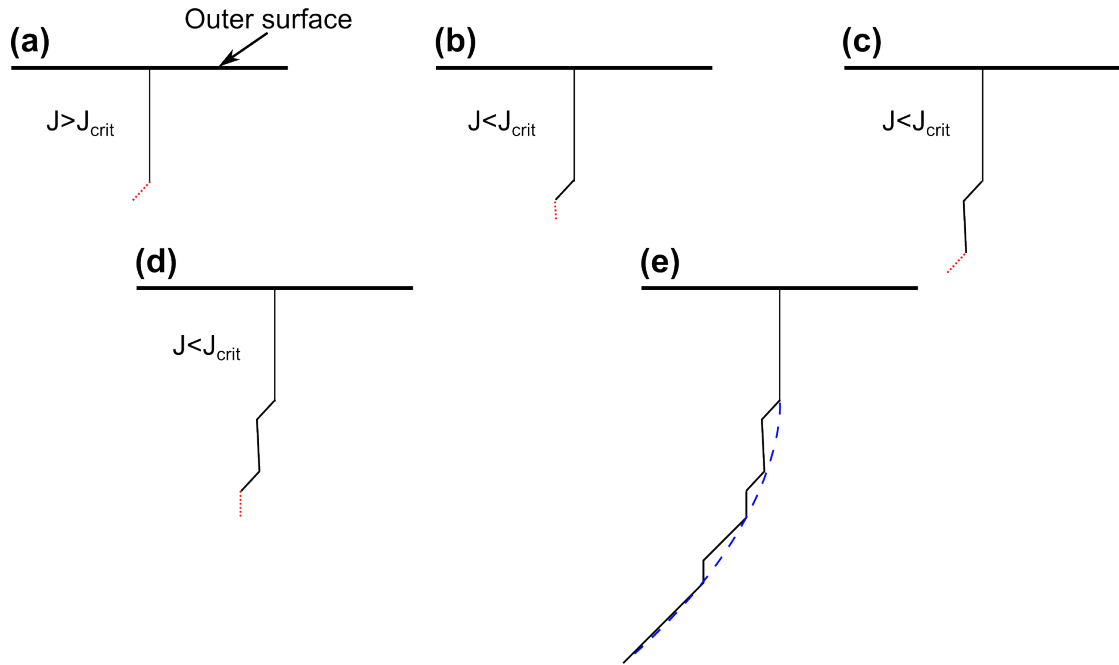 Outer surface
(a)
(b)
(c)
J>Jcrit
J<Jcrit
J<Jcrit
(d)
(e)
J<Jcrit